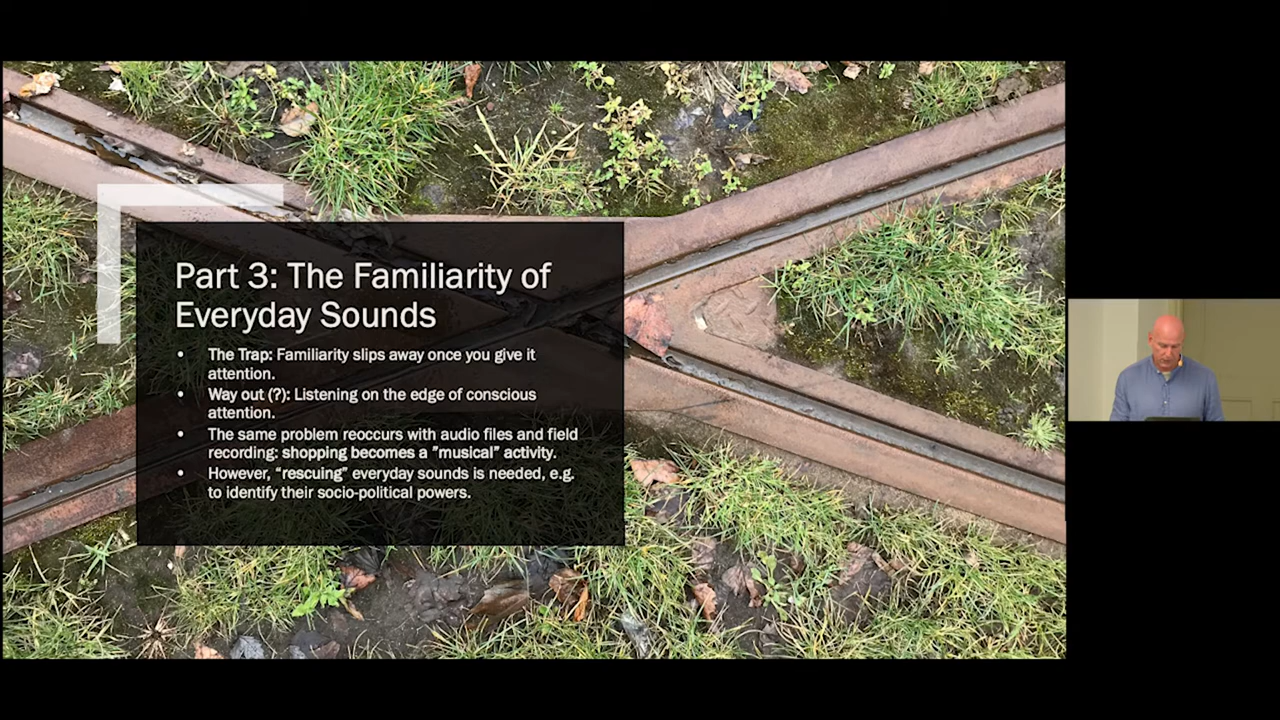 Part 3: The Familiarity of
Everyday Sounds
• The Trap: Familiarity slips away once you give it
attention.
• Way out (?): Listening on the edge of conscious
attention.
• The same problem reoccurs with audio files and field
recording: shopping becomes a ”musical” activity.
• However, “rescuing” everyday sounds is needed, e.g.
to identify their socio-political powers.